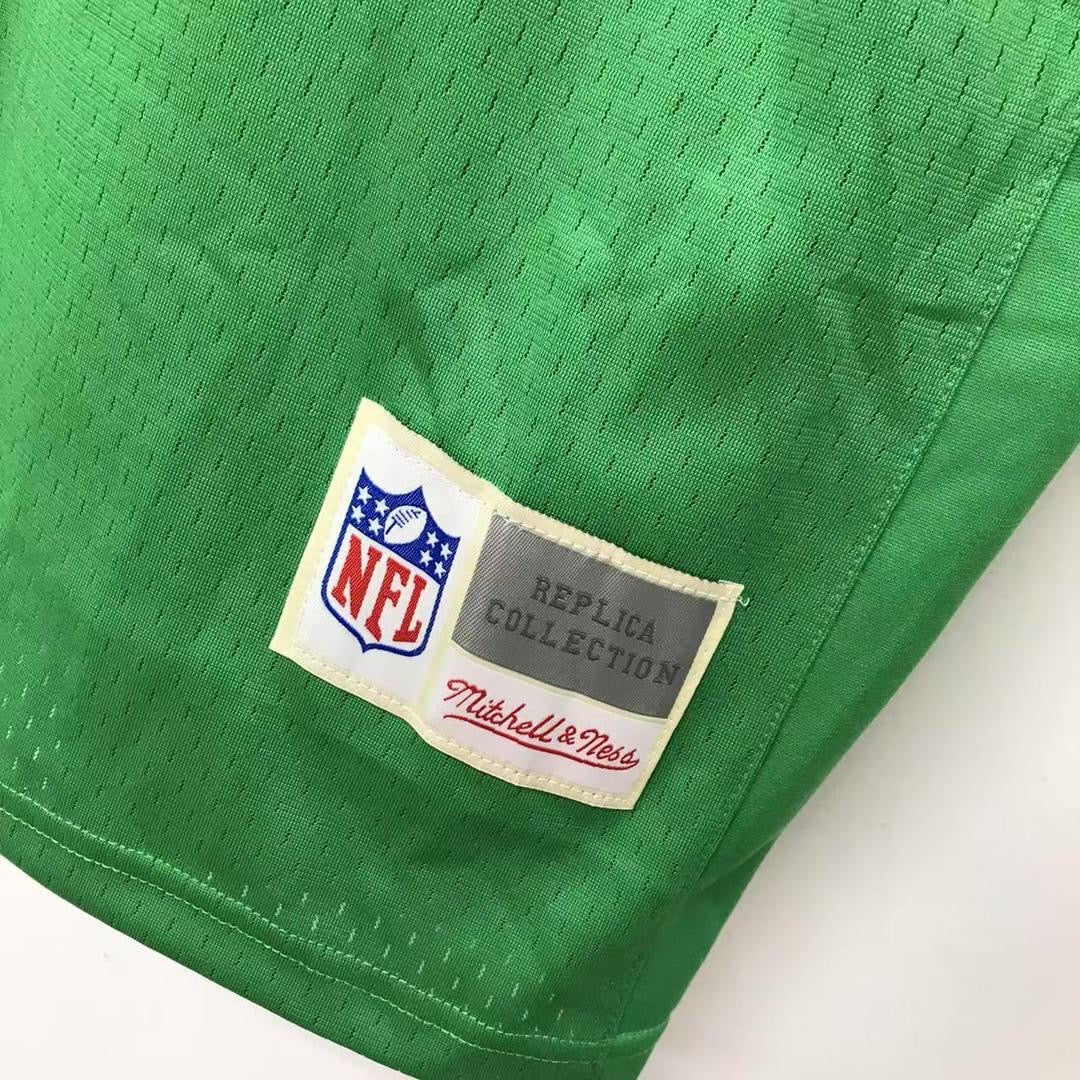 NFL
REPLICA
COLLECTION
Mitchell & Ness